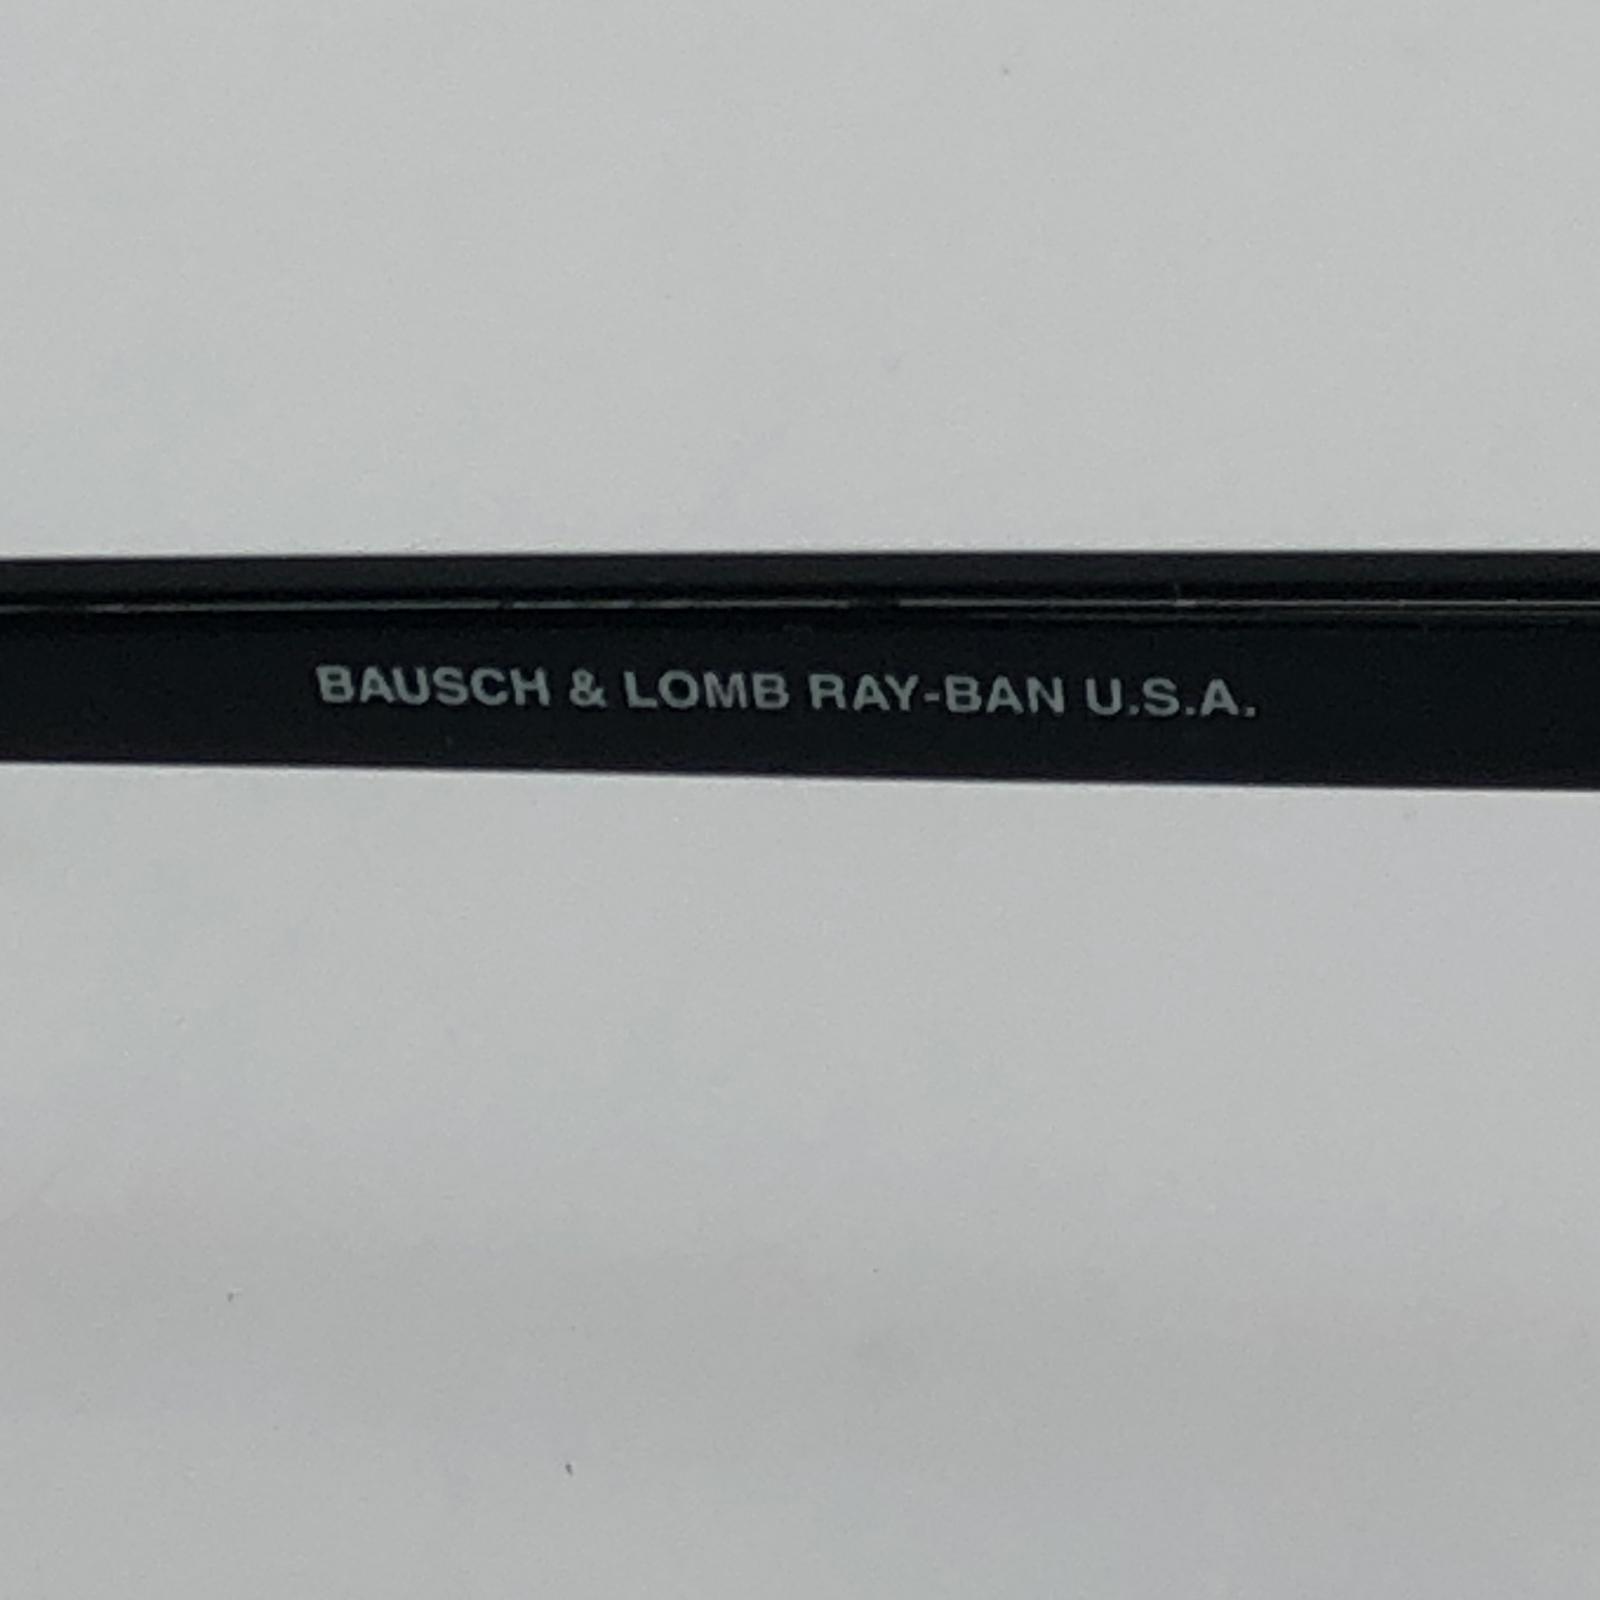 BAUSCH & LOMB RAY-BAN U.S.A.